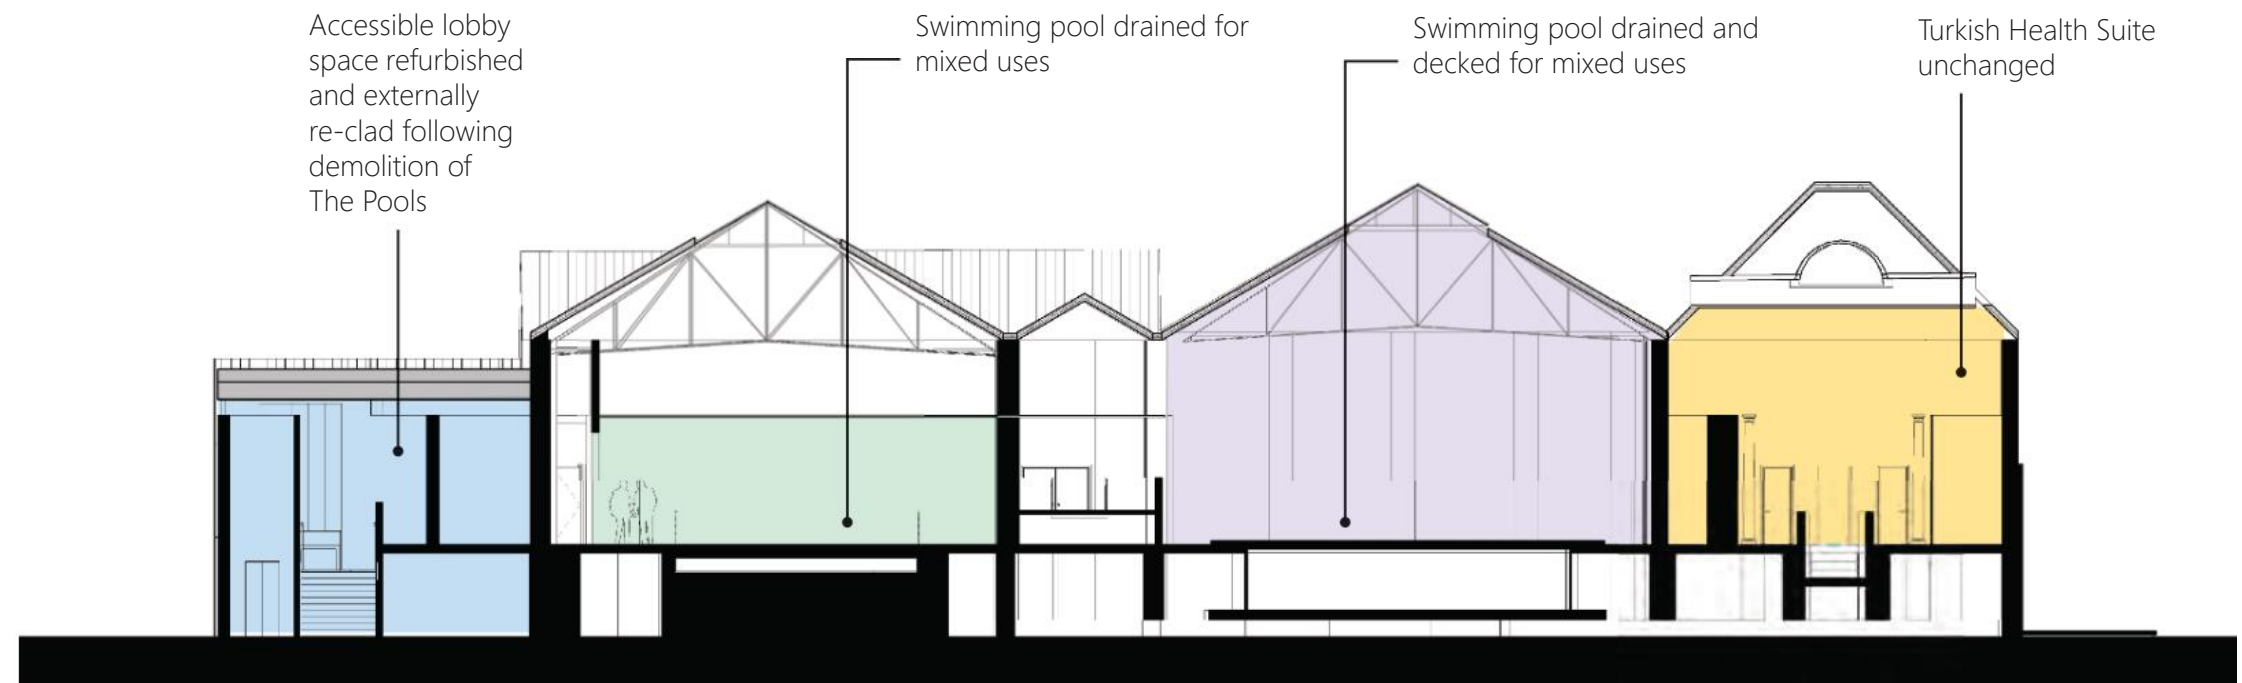 Accessible lobby
space refurbished
and externally
re-clad following
demolition of
The Pools
Swimming pool drained for
mixed uses
Swimming pool drained and
decked for mixed uses
Turkish Health Suite
unchanged